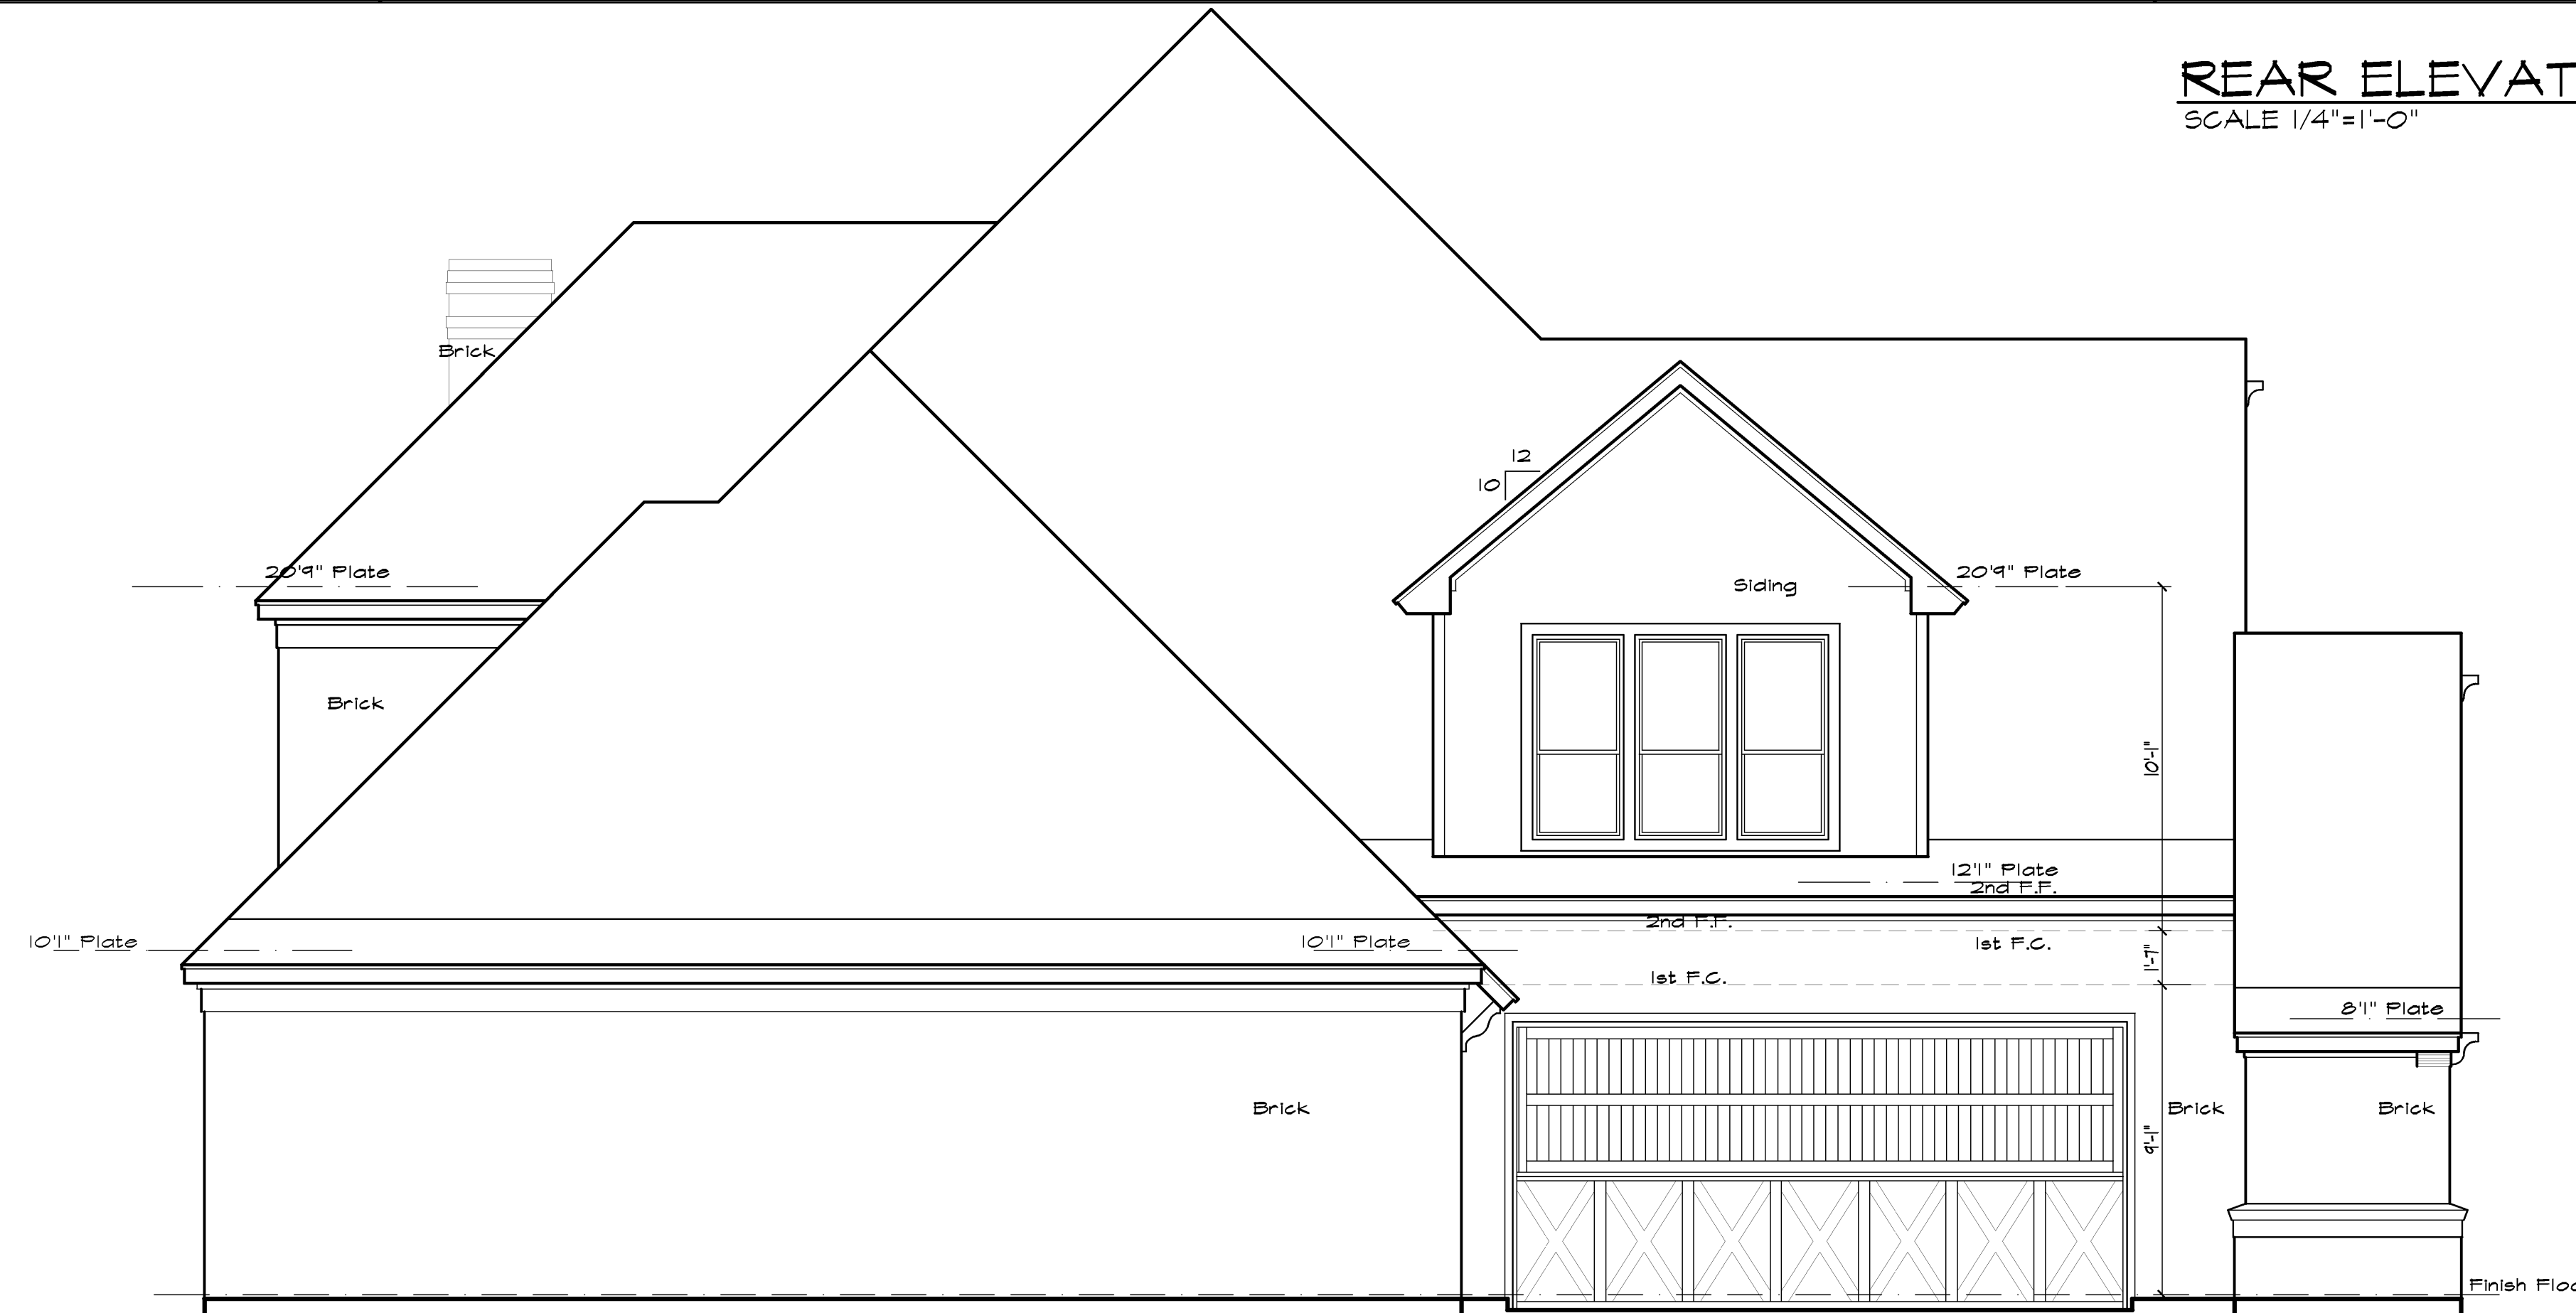 REAR ELEVAT
SCALE 1/4"=1'-0"
Brick
12
10
20'9" Plate
Siding
20'9" Plate
Brick
10'-1"
12'1" Plate
2nd F.F.
2nd F.F.
10'1" Plate
10'1" Plate
1st F.C.
1'-7"
1st F.C.
8'1" Plate
Brick
Brick
Brick
9'-1"
Finish Floo